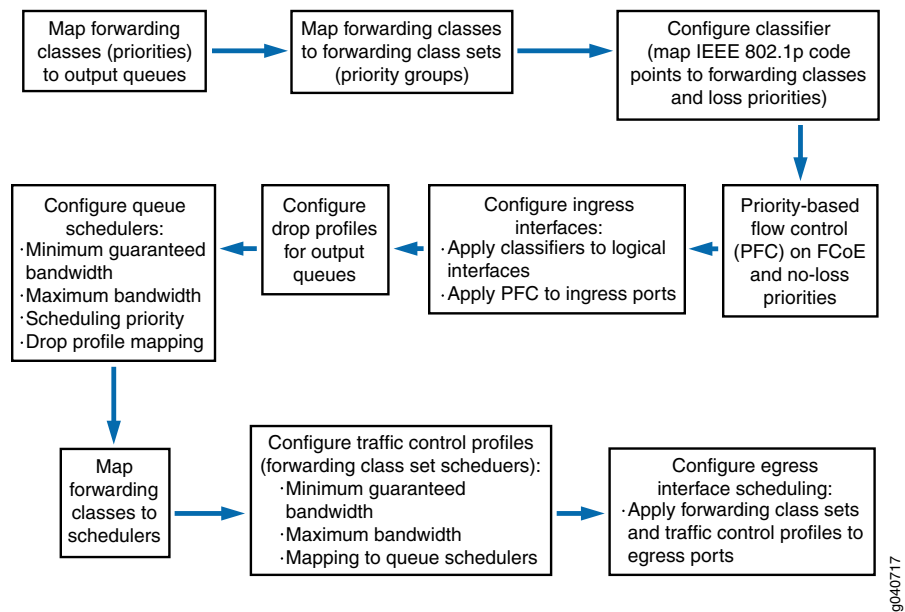 Map forwarding
classes (priorities)
to output queues
Map forwarding classes
to forwarding class sets
(priority groups)
Configure classifier
(map IEEE 802.1p code
points to forwarding classes
and loss priorities)
Priority-based
flow control
(PFC) on FCoE
and no-loss
priorities
Configure ingress
interfaces:
·Apply classifiers to logical
interfaces
·Apply PFC to ingress ports
Configure
drop profiles
for output
queues
Configure queue
schedulers:
·Minimum guaranteed
bandwidth
·Maximum bandwidth
·Scheduling priority
·Drop profile mapping
Map
forwarding
classes to
schedulers
Configure traffic control profiles
(forwarding class set scheduers):
·Minimum guaranteed
bandwidth
·Maximum bandwidth
·Mapping to queue schedulers
Configure egress
interface scheduling:
·Apply forwarding class sets
and traffic control profiles to
egress ports
g040717